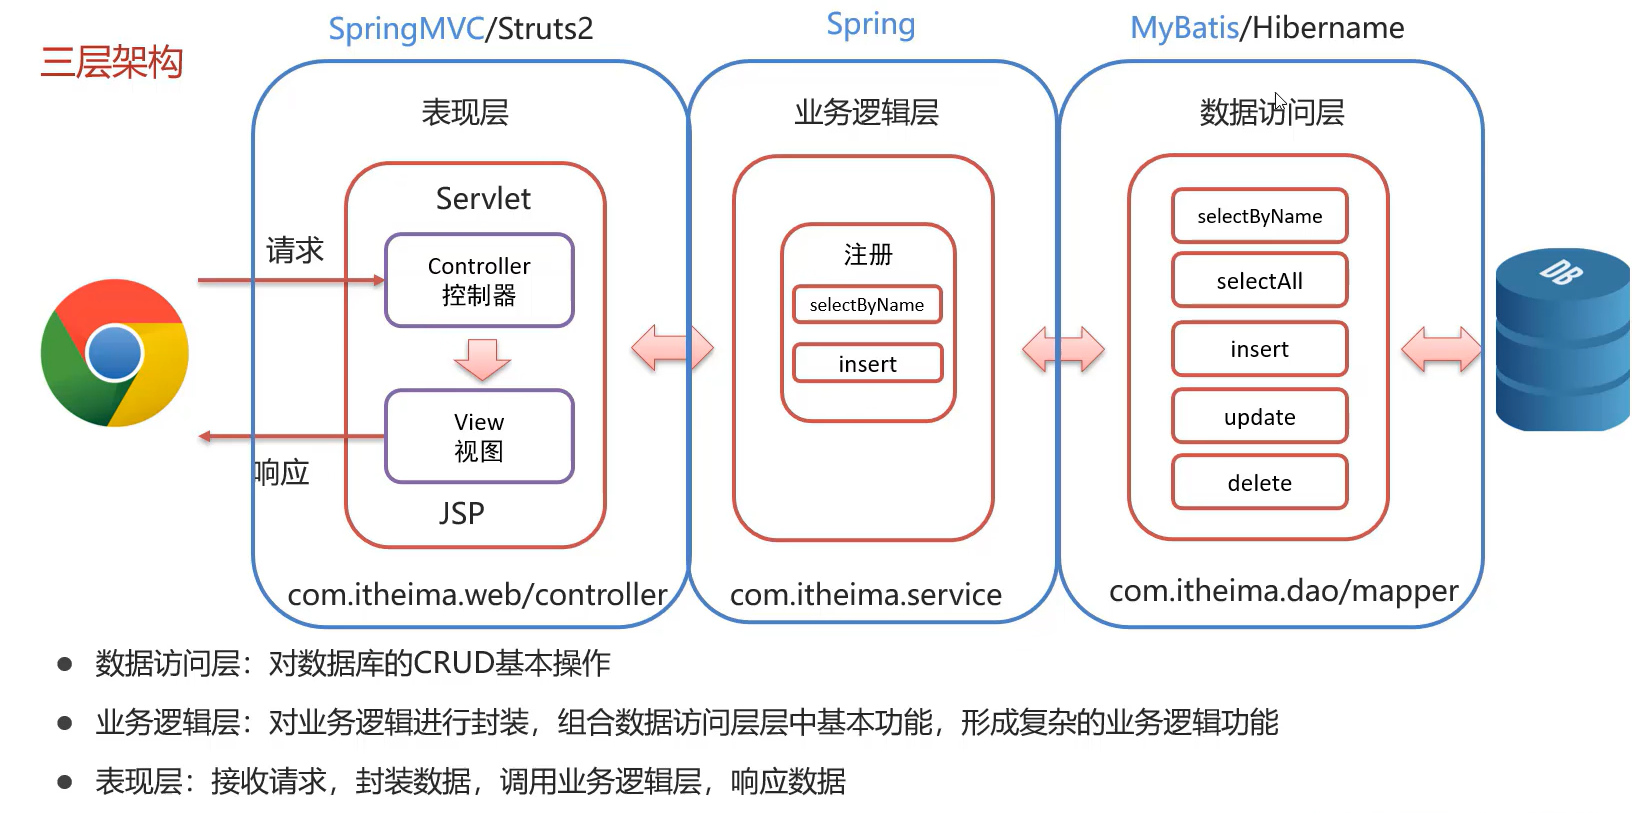 三层架构
SpringMVC/Struts2
Spring
MyBatis/Hibername
表现层
业务逻辑层
数据访问层
Servlet
请求
Controller
控制器
View
视图
响应
JSP
注册
selectByName
insert
selectByName
selectAll
insert
update
delete
DB
com.itheima.web/controller
com.itheima.service
com.itheima.dao/mapper
● 数据访问层：对数据库的CRUD基本操作
● 业务逻辑层：对业务逻辑进行封装，组合数据访问层层中基本功能，形成复杂的业务逻辑功能
● 表现层：接收请求，封装数据，调用业务逻辑层，响应数据